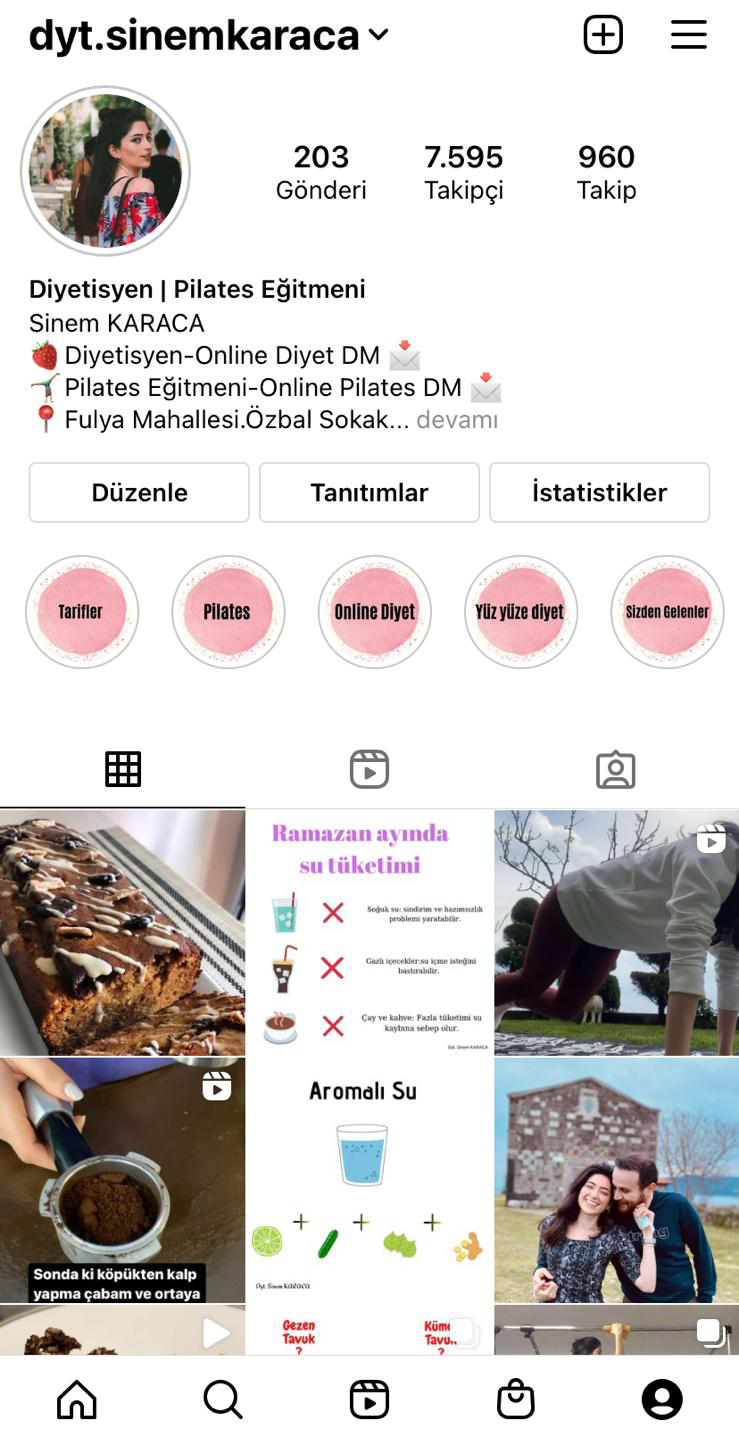 dyt.sinemkaraca
203
Gönderi
7.595
Takipçi
960
Takip
Diyetisyen | Pilates Eğitmeni
Sinem KARACA
🍓 Diyetisyen-Online Diyet DM 📩
🤸 Pilates Eğitmeni-Online Pilates DM 📩
📍 Fulya Mahallesi.Özbal Sokak... devamı
Düzenle
Tanıtımlar
İstatistikler
Tarifler
Pilates
Online Diyet
Yüz yüze diyet
Sizden Gelenler
Ramazan ayında
su tüketimi
Soğuk su: sindirim ve hazımsızlık
problemi yaratabilir.
Gazlı içecekler:su içme isteğini
bastırabilir.
Çay ve kahve: Fazla tüketimi su
kaybına sebep olur.
Dyt. Sinem KARACA
Sonda ki köpükten kalp
yapma çabam ve ortaya
Aromalı Su
Dyt. Sinem KARACA
Gezen
Tavuk
?